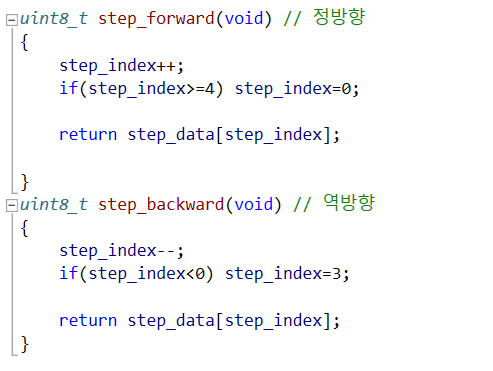 uint8_t step_forward(void) // 정방향
{
    step_index++;
    if(step_index>=4) step_index=0;

    return step_data[step_index];

}
uint8_t step_backward(void) // 역방향
{
    step_index--;
    if(step_index<0) step_index=3;

    return step_data[step_index];
}